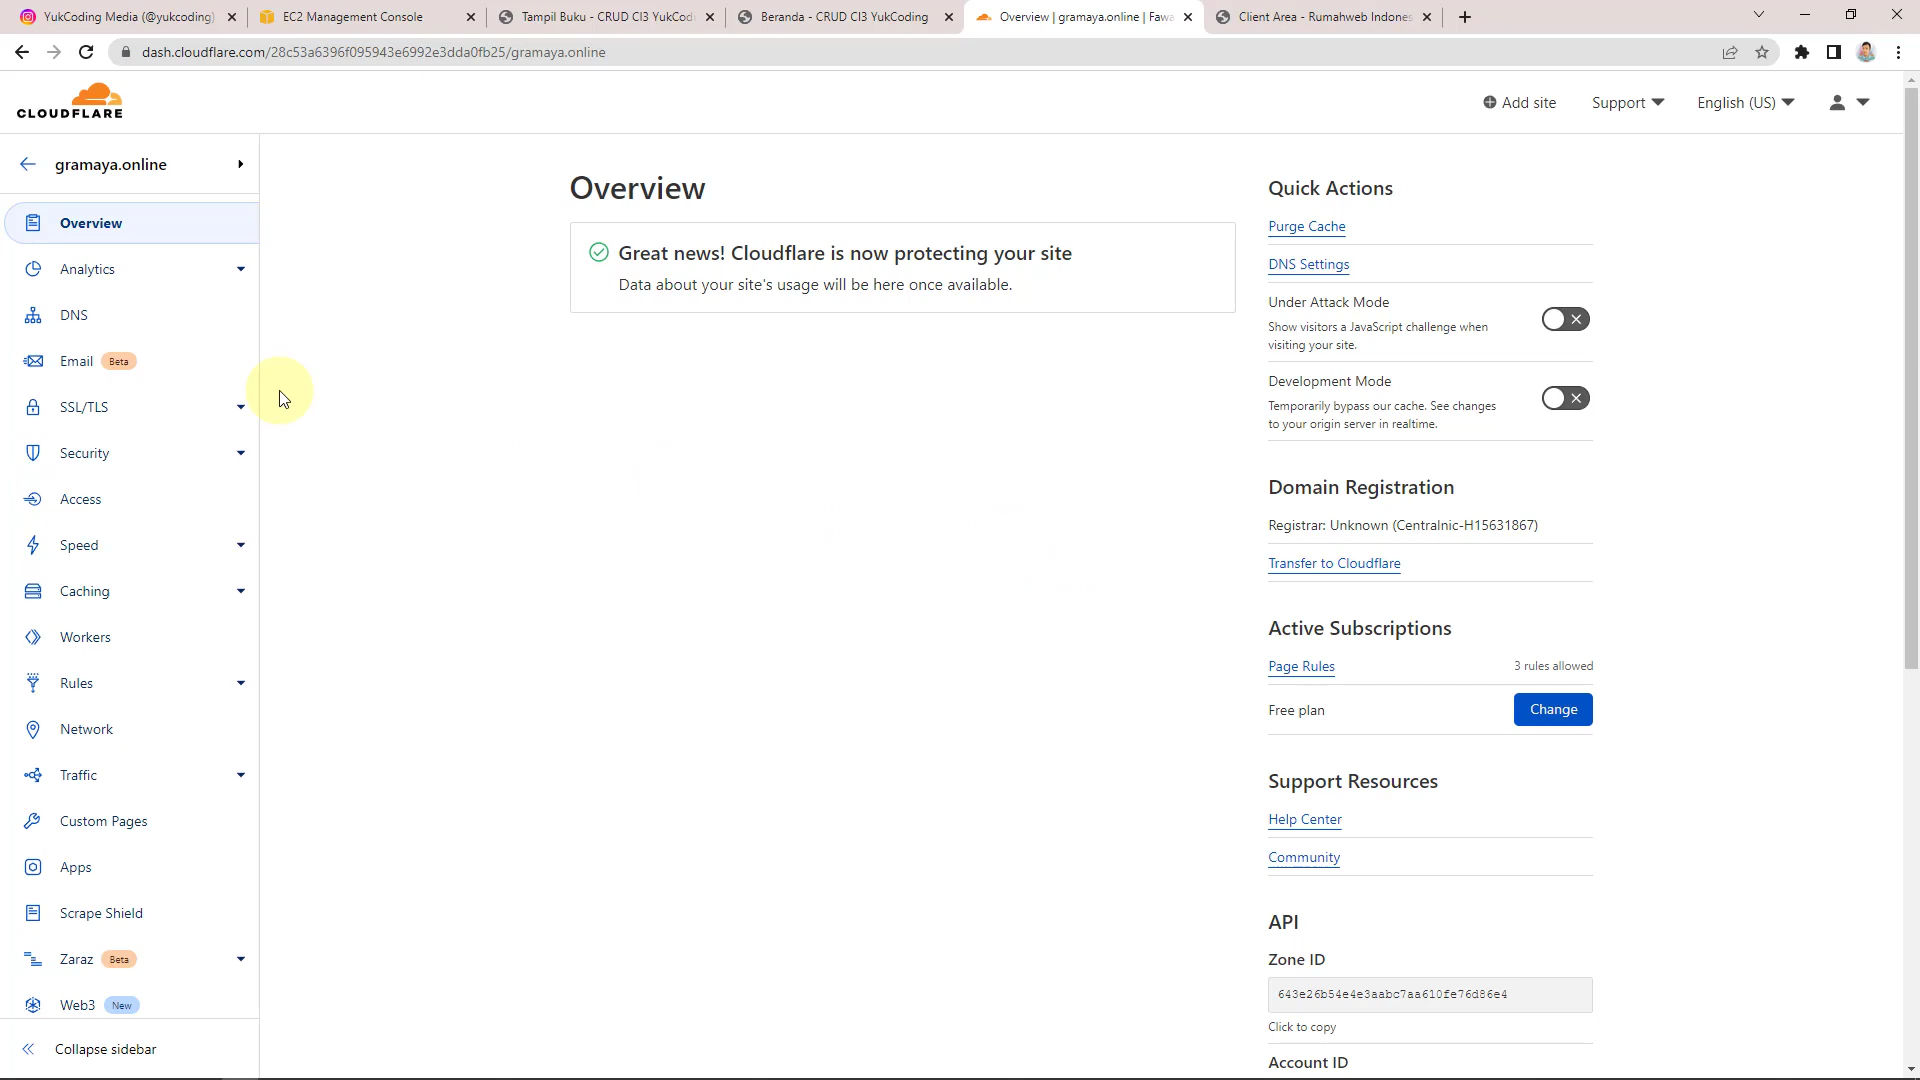 YukCoding Media (@yukcoding)
EC2 Management Console
Tampil Buku - CRUD CI3 YukCodi
Beranda - CRUD CI3 YukCoding
Overview | gramaya.online | Fawa
Client Area - Rumahweb Indones
dash.cloudflare.com/28c53a6396f095943e6992e3dda0fb25/gramaya.online
CLOUDFLARE
Add site
Support
English (US)
gramaya.online
Overview
Analytics
DNS
Email Beta
SSL/TLS
Security
Access
Speed
Caching
Workers
Rules
Network
Traffic
Custom Pages
Apps
Scrape Shield
Zaraz Beta
Web3 New
Collapse sidebar
Overview
Great news! Cloudflare is now protecting your site
Data about your site's usage will be here once available.
Quick Actions
Purge Cache
DNS Settings
Under Attack Mode
Show visitors a JavaScript challenge when
visiting your site.
Development Mode
Temporarily bypass our cache. See changes
to your origin server in realtime.
Domain Registration
Registrar: Unknown (Centralnic-H15631867)
Transfer to Cloudflare
Active Subscriptions
Page Rules 3 rules allowed
Free plan Change
Support Resources
Help Center
Community
API
Zone ID
643e26b54e4e3aabc7aa610fe76d86e4
Click to copy
Account ID